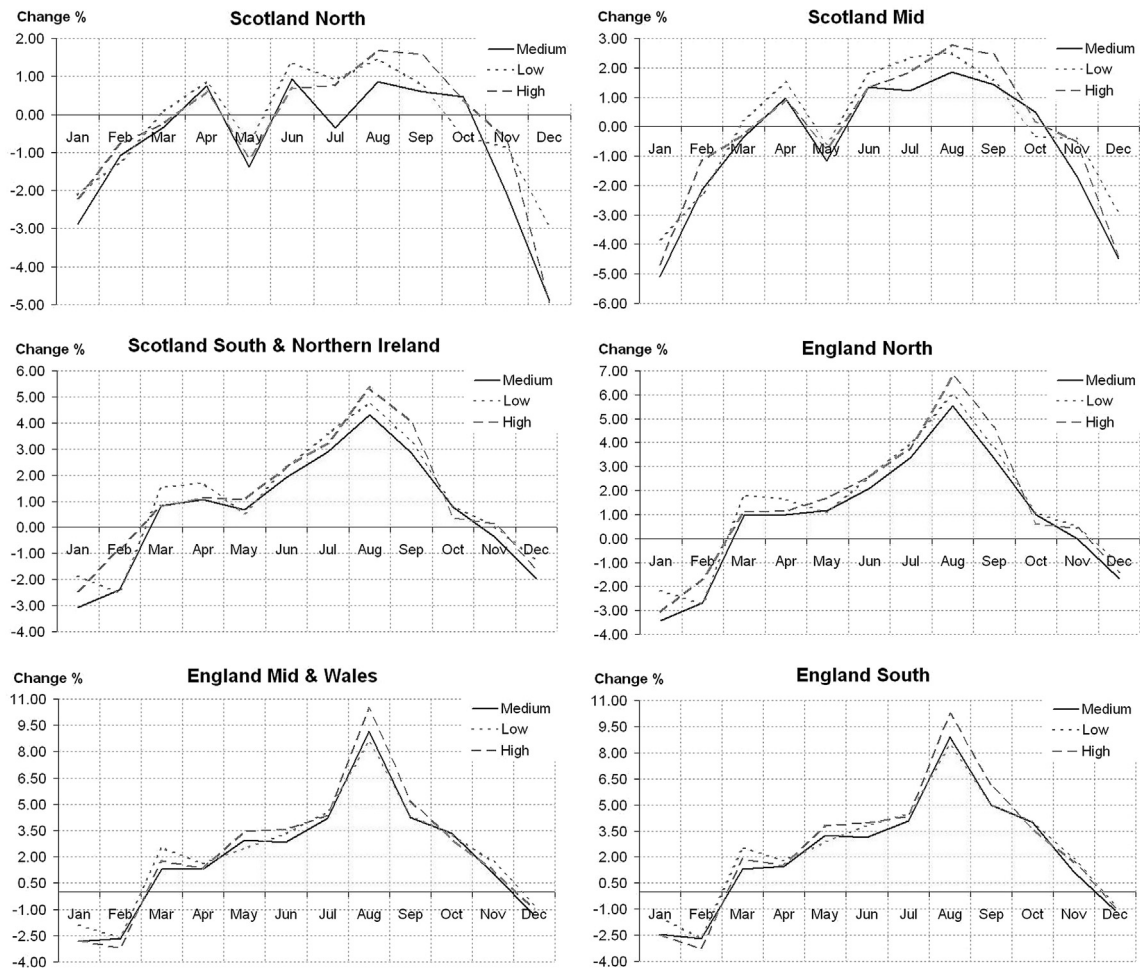 Change %
Scotland North
2.00
1.00
0.00
-1.00
-2.00
-3.00
-4.00
-5.00
Jan Feb Mar Apr May Jun Jul Aug Sep Oct Nov Dec
Medium
Low
High
Change %
Scotland Mid
3.00
2.00
1.00
0.00
-1.00
-2.00
-3.00
-4.00
-5.00
-6.00
Jan Feb Mar Apr May Jun Jul Aug Sep Oct Nov Dec
Medium
Low
High
Change %
Scotland South & Northern Ireland
6.00
5.00
4.00
3.00
2.00
1.00
0.00
-1.00
-2.00
-3.00
-4.00
Jan Feb Mar Apr May Jun Jul Aug Sep Oct Nov Dec
Medium
Low
High
Change %
England North
7.00
6.00
5.00
4.00
3.00
2.00
1.00
0.00
-1.00
-2.00
-3.00
-4.00
Jan Feb Mar Apr May Jun Jul Aug Sep Oct Nov Dec
Medium
Low
High
Change %
England Mid & Wales
11.00
9.50
8.00
6.50
5.00
3.50
2.00
0.50
-1.00
-2.50
-4.00
Jan Feb Mar Apr May Jun Jul Aug Sep Oct Nov Dec
Medium
Low
High
Change %
England South
11.00
9.50
8.00
6.50
5.00
3.50
2.00
0.50
-1.00
-2.50
-4.00
Jan Feb Mar Apr May Jun Jul Aug Sep Oct Nov Dec
Medium
Low
High